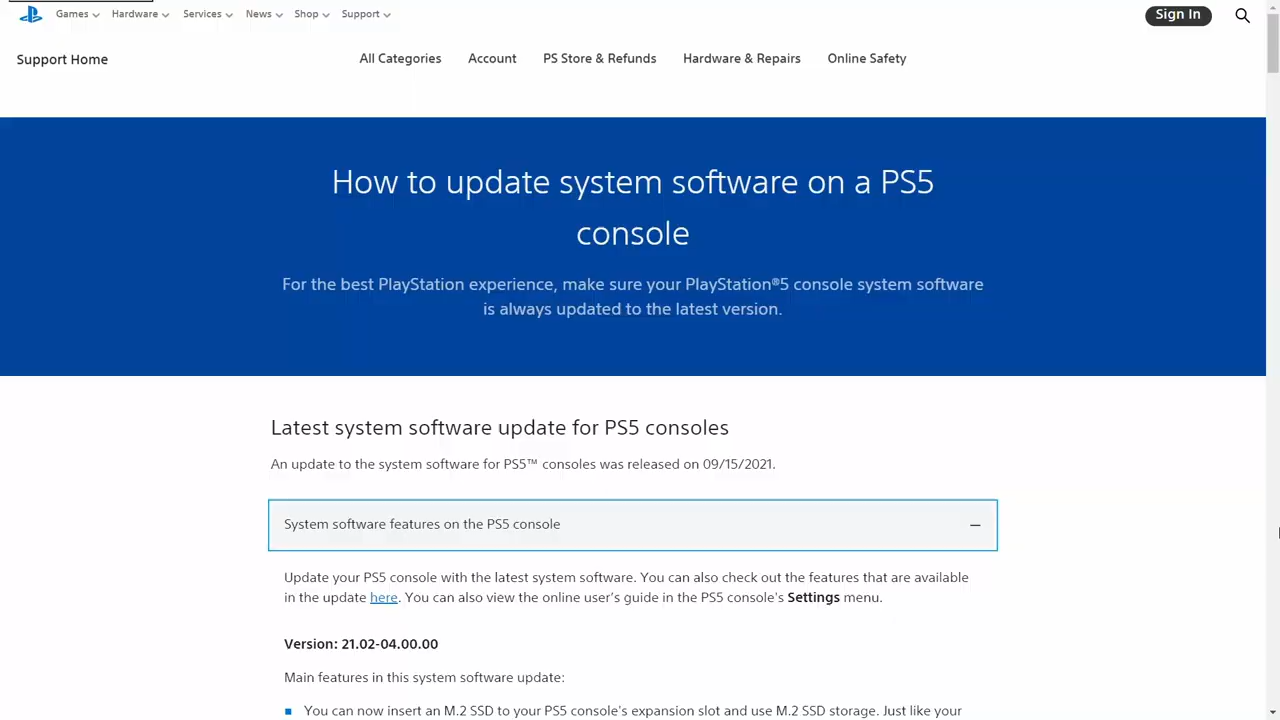 Games Hardware Services News Shop Support Sign In
Support Home All Categories Account PS Store & Refunds Hardware & Repairs Online Safety
How to update system software on a PS5
console
For the best PlayStation experience, make sure your PlayStation®5 console system software
is always updated to the latest version.
Latest system software update for PS5 consoles
An update to the system software for PS5™ consoles was released on 09/15/2021.
System software features on the PS5 console
Update your PS5 console with the latest system software. You can also check out the features that are available
in the update here. You can also view the online user’s guide in the PS5 console's Settings menu.
Version: 21.02-04.00.00
Main features in this system software update:
You can now insert an M.2 SSD to your PS5 console's expansion slot and use M.2 SSD storage. Just like your